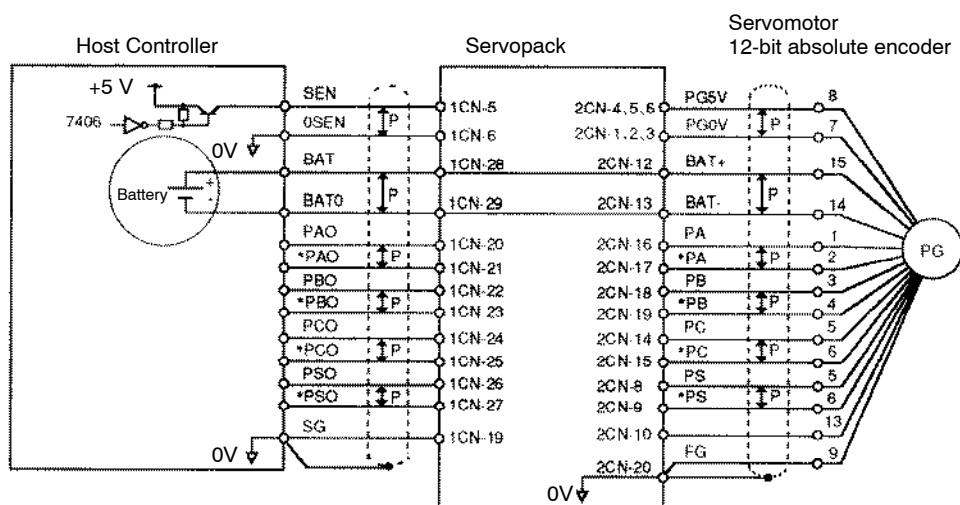 Host Controller
Servopack
Servomotor
12-bit absolute encoder
+5 V
7406
0V
Battery
+
-
SEN
0SEN
BAT
BAT0
PAO
*PAO
PBO
*PBO
PCO
*PCO
PSO
*PSO
SG
0V
P
P
P
P
P
P
1CN-5
1CN-6
1CN-28
1CN-29
1CN-20
1CN-21
1CN-22
1CN-23
1CN-24
1CN-25
1CN-26
1CN-27
1CN-19
2CN-4, 5, 6
2CN-1, 2, 3
2CN-12
2CN-13
2CN-16
2CN-17
2CN-18
2CN-19
2CN-14
2CN-15
2CN-8
2CN-9
2CN-10
2CN-20
0V
PG5V
PG0V
BAT+
BAT-
PA
*PA
PB
*PB
PC
*PC
PS
*PS
FG
P
P
P
P
P
P
8
7
15
14
1
2
3
4
5
6
5
6
13
9
PG